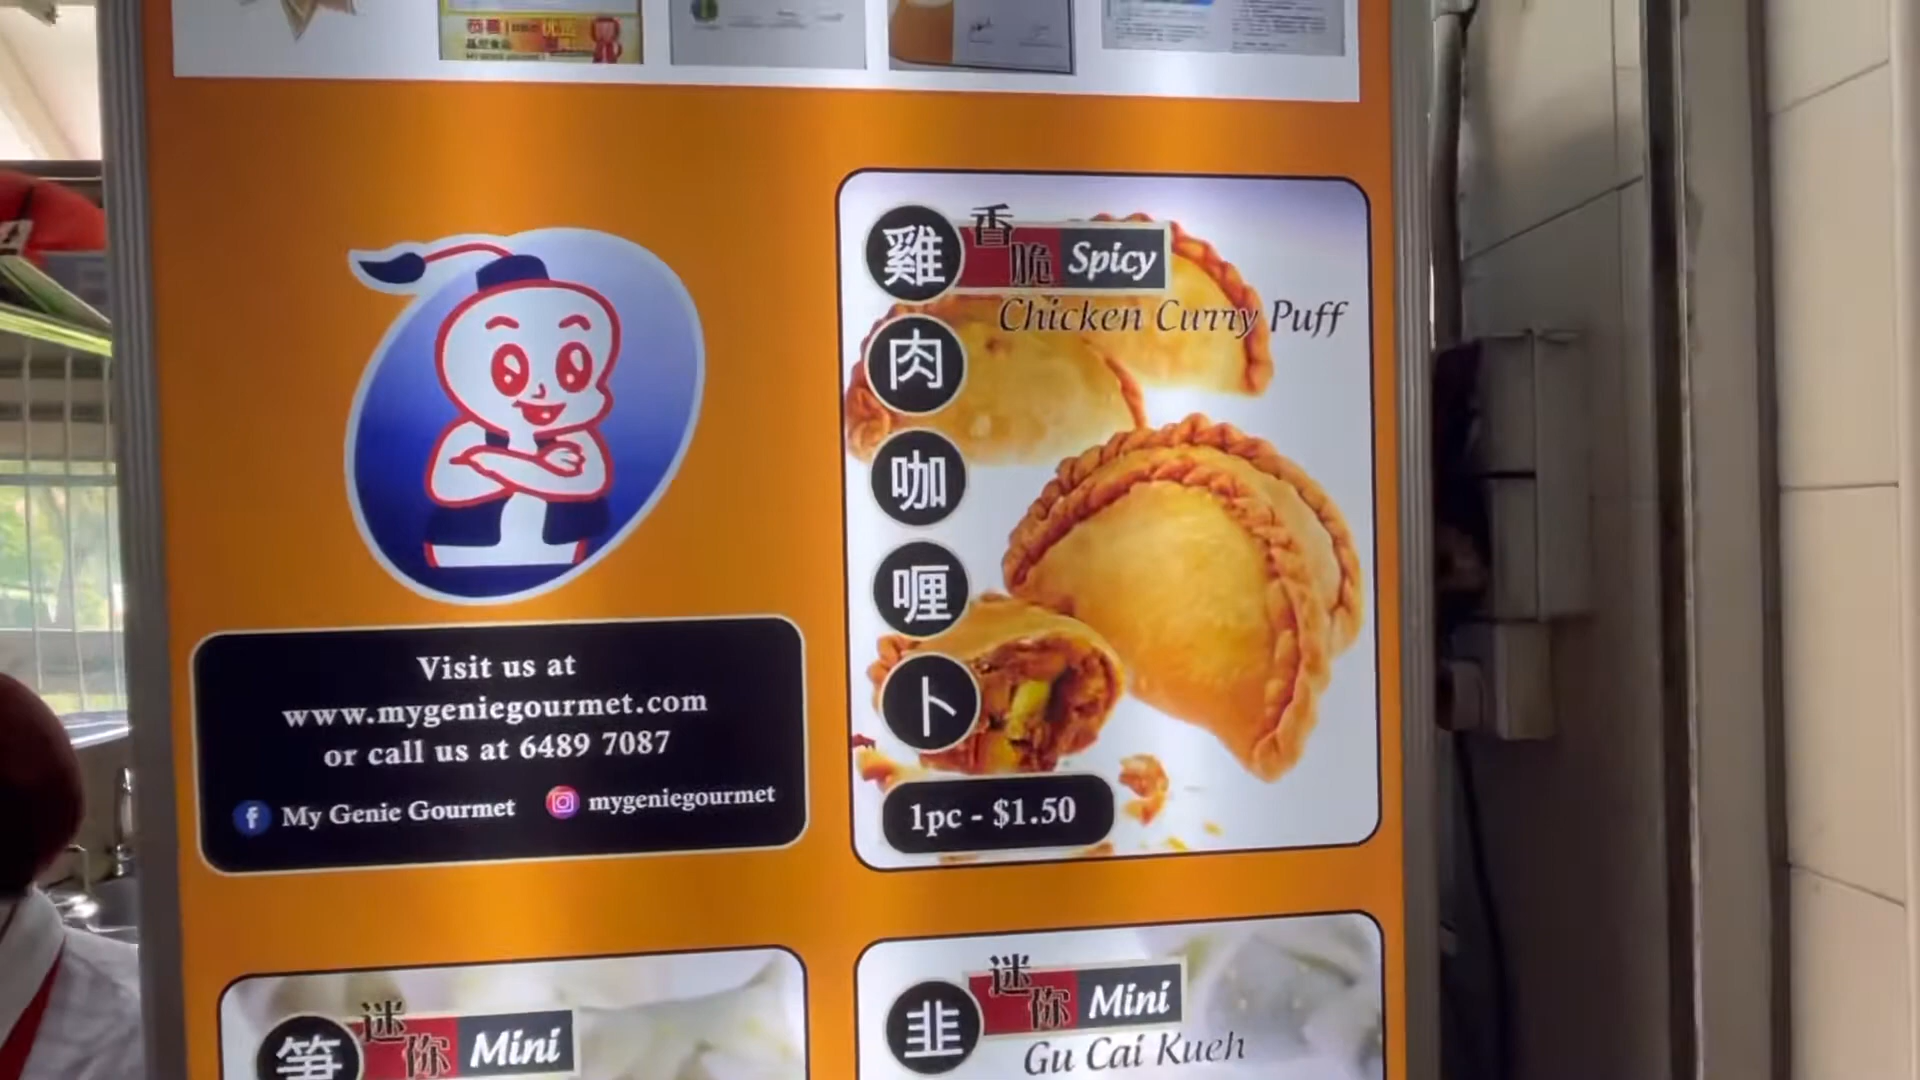 香脆 Spicy
Chicken Curry Puff
雞肉咖喱卜
1pc - $1.50
Visit us at
www.mygeniegourmet.com
or call us at 6489 7087
My Genie Gourmet mygeniegourmet
迷你 Mini
筍
迷你 Mini
韭
Gu Cai Kueh